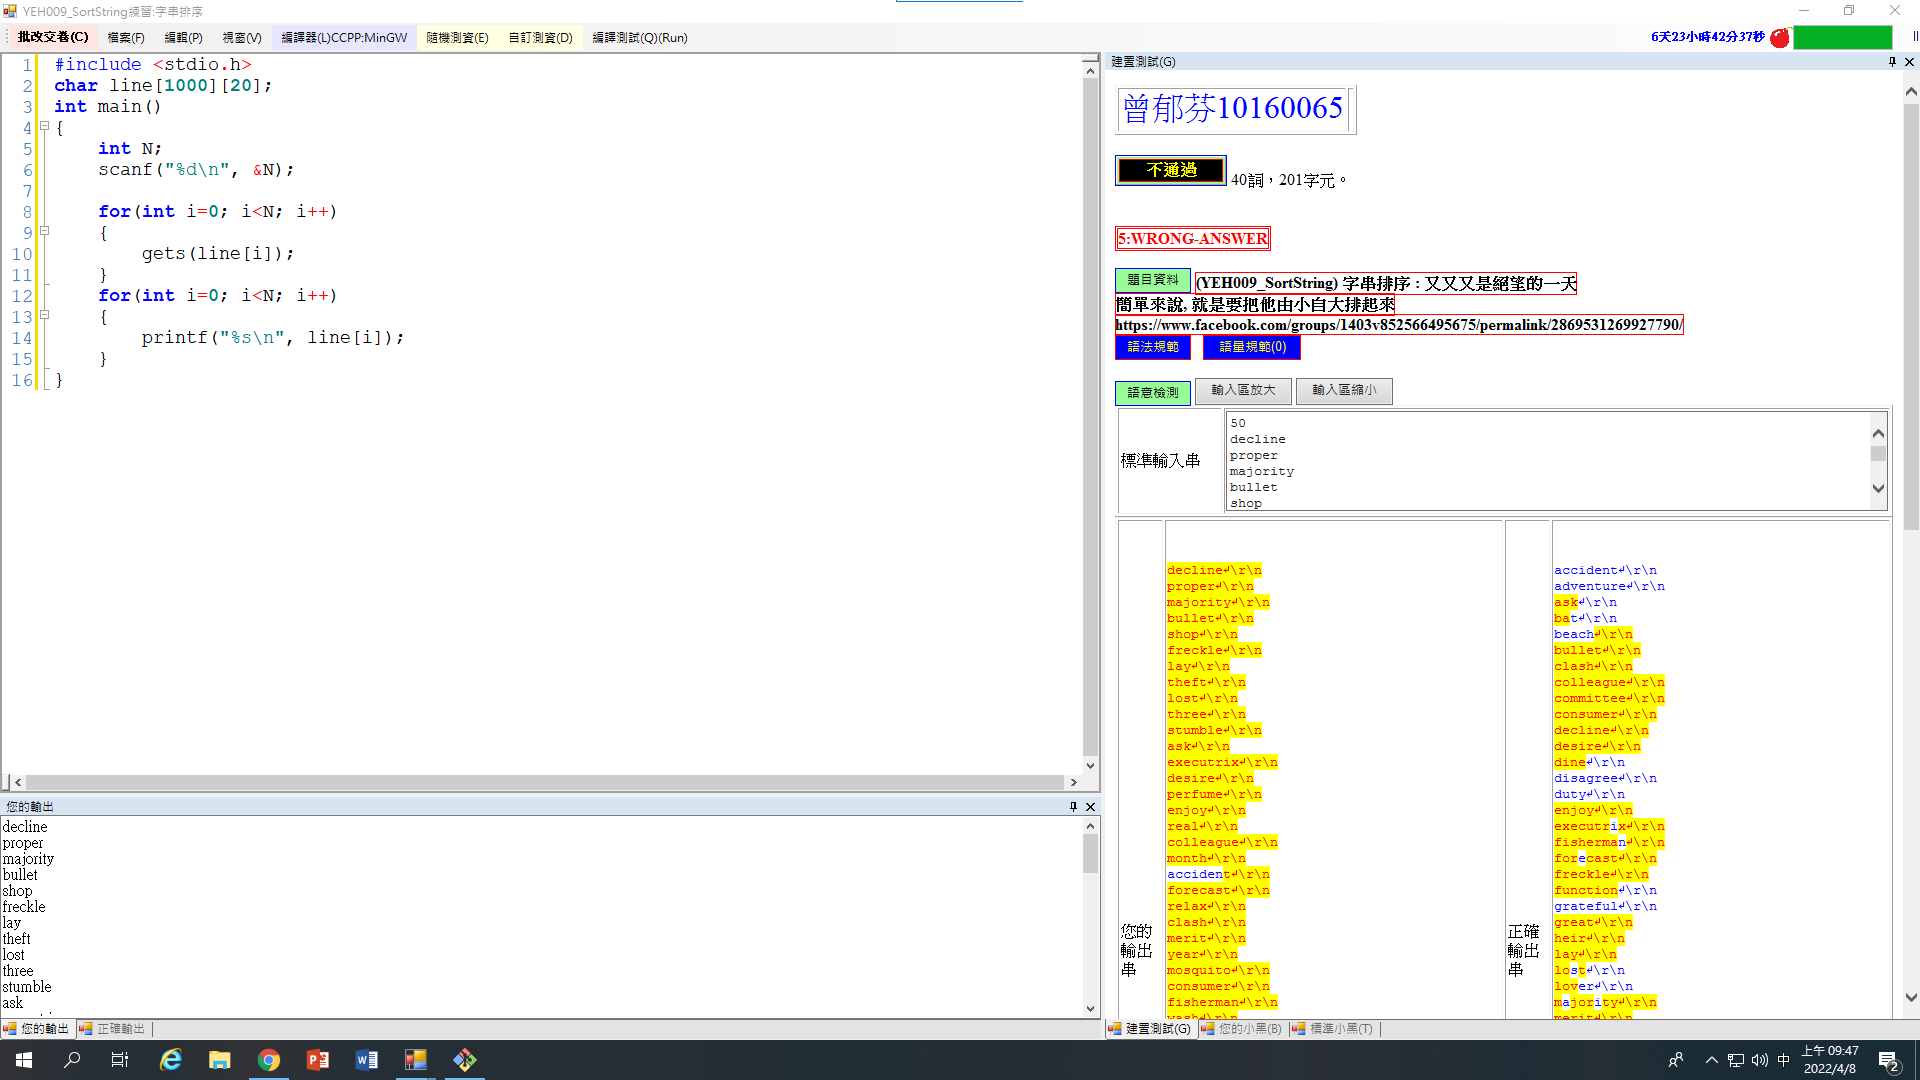 YEH009_SortString練習:字串排序
批改交卷(C) 檔案(F) 編輯(P) 視窗(V) 編譯器(L)CCPP:MinGW 隨機測資(E) 自訂測資(D) 編譯測試(Q)(Run) 6天23小時42分37秒
1 #include <stdio.h>
2 char line[1000][20];
3 int main()
4 {
5 int N;
6 scanf("%d\n", &N);
7
8 for(int i=0; i<N; i++)
9 {
10 gets(line[i]);
11 }
12 for(int i=0; i<N; i++)
13 {
14 printf("%s\n", line[i]);
15 }
16 }
您的輸出
decline
proper
majority
bullet
shop
freckle
lay
theft
lost
three
stumble
ask
您的輸出 正確輸出
建置測試(G)
曾郁芬10160065
不通過 40詞，201字元。
5:WRONG-ANSWER
題目資料 (YEH009_SortString) 字串排序 : 又又又是絕望的一天
簡單來說, 就是要把他由小自大排起來
https://www.facebook.com/groups/1403v852566495675/permalink/2869531269927790/
語法規範 語量規範(0)
語意檢測 輸入區放大 輸入區縮小
標準輸入串
50
decline
proper
majority
bullet
shop
您的輸出串
decline↲\r\n
proper↲\r\n
majority↲\r\n
bullet↲\r\n
shop↲\r\n
freckle↲\r\n
lay↲\r\n
theft↲\r\n
lost↲\r\n
three↲\r\n
stumble↲\r\n
ask↲\r\n
executrix↲\r\n
desire↲\r\n
perfume↲\r\n
enjoy↲\r\n
real↲\r\n
colleague↲\r\n
month↲\r\n
accident↲\r\n
forecast↲\r\n
relax↲\r\n
clash↲\r\n
merit↲\r\n
year↲\r\n
mosquito↲\r\n
consumer↲\r\n
fisherman↲\r\n
wash↲\r\n
正確輸出串
accident↲\r\n
adventure↲\r\n
ask↲\r\n
bat↲\r\n
beach↲\r\n
bullet↲\r\n
clash↲\r\n
colleague↲\r\n
committee↲\r\n
consumer↲\r\n
decline↲\r\n
desire↲\r\n
dine↲\r\n
disagree↲\r\n
duty↲\r\n
enjoy↲\r\n
executrix↲\r\n
fisherman↲\r\n
forecast↲\r\n
freckle↲\r\n
function↲\r\n
grateful↲\r\n
great↲\r\n
heir↲\r\n
lay↲\r\n
lost↲\r\n
lover↲\r\n
majority↲\r\n
merit↲\r\n
建置測試(G) 您的小黑(B) 標準小黑(T)
中 上午 09:47
2022/4/8
2